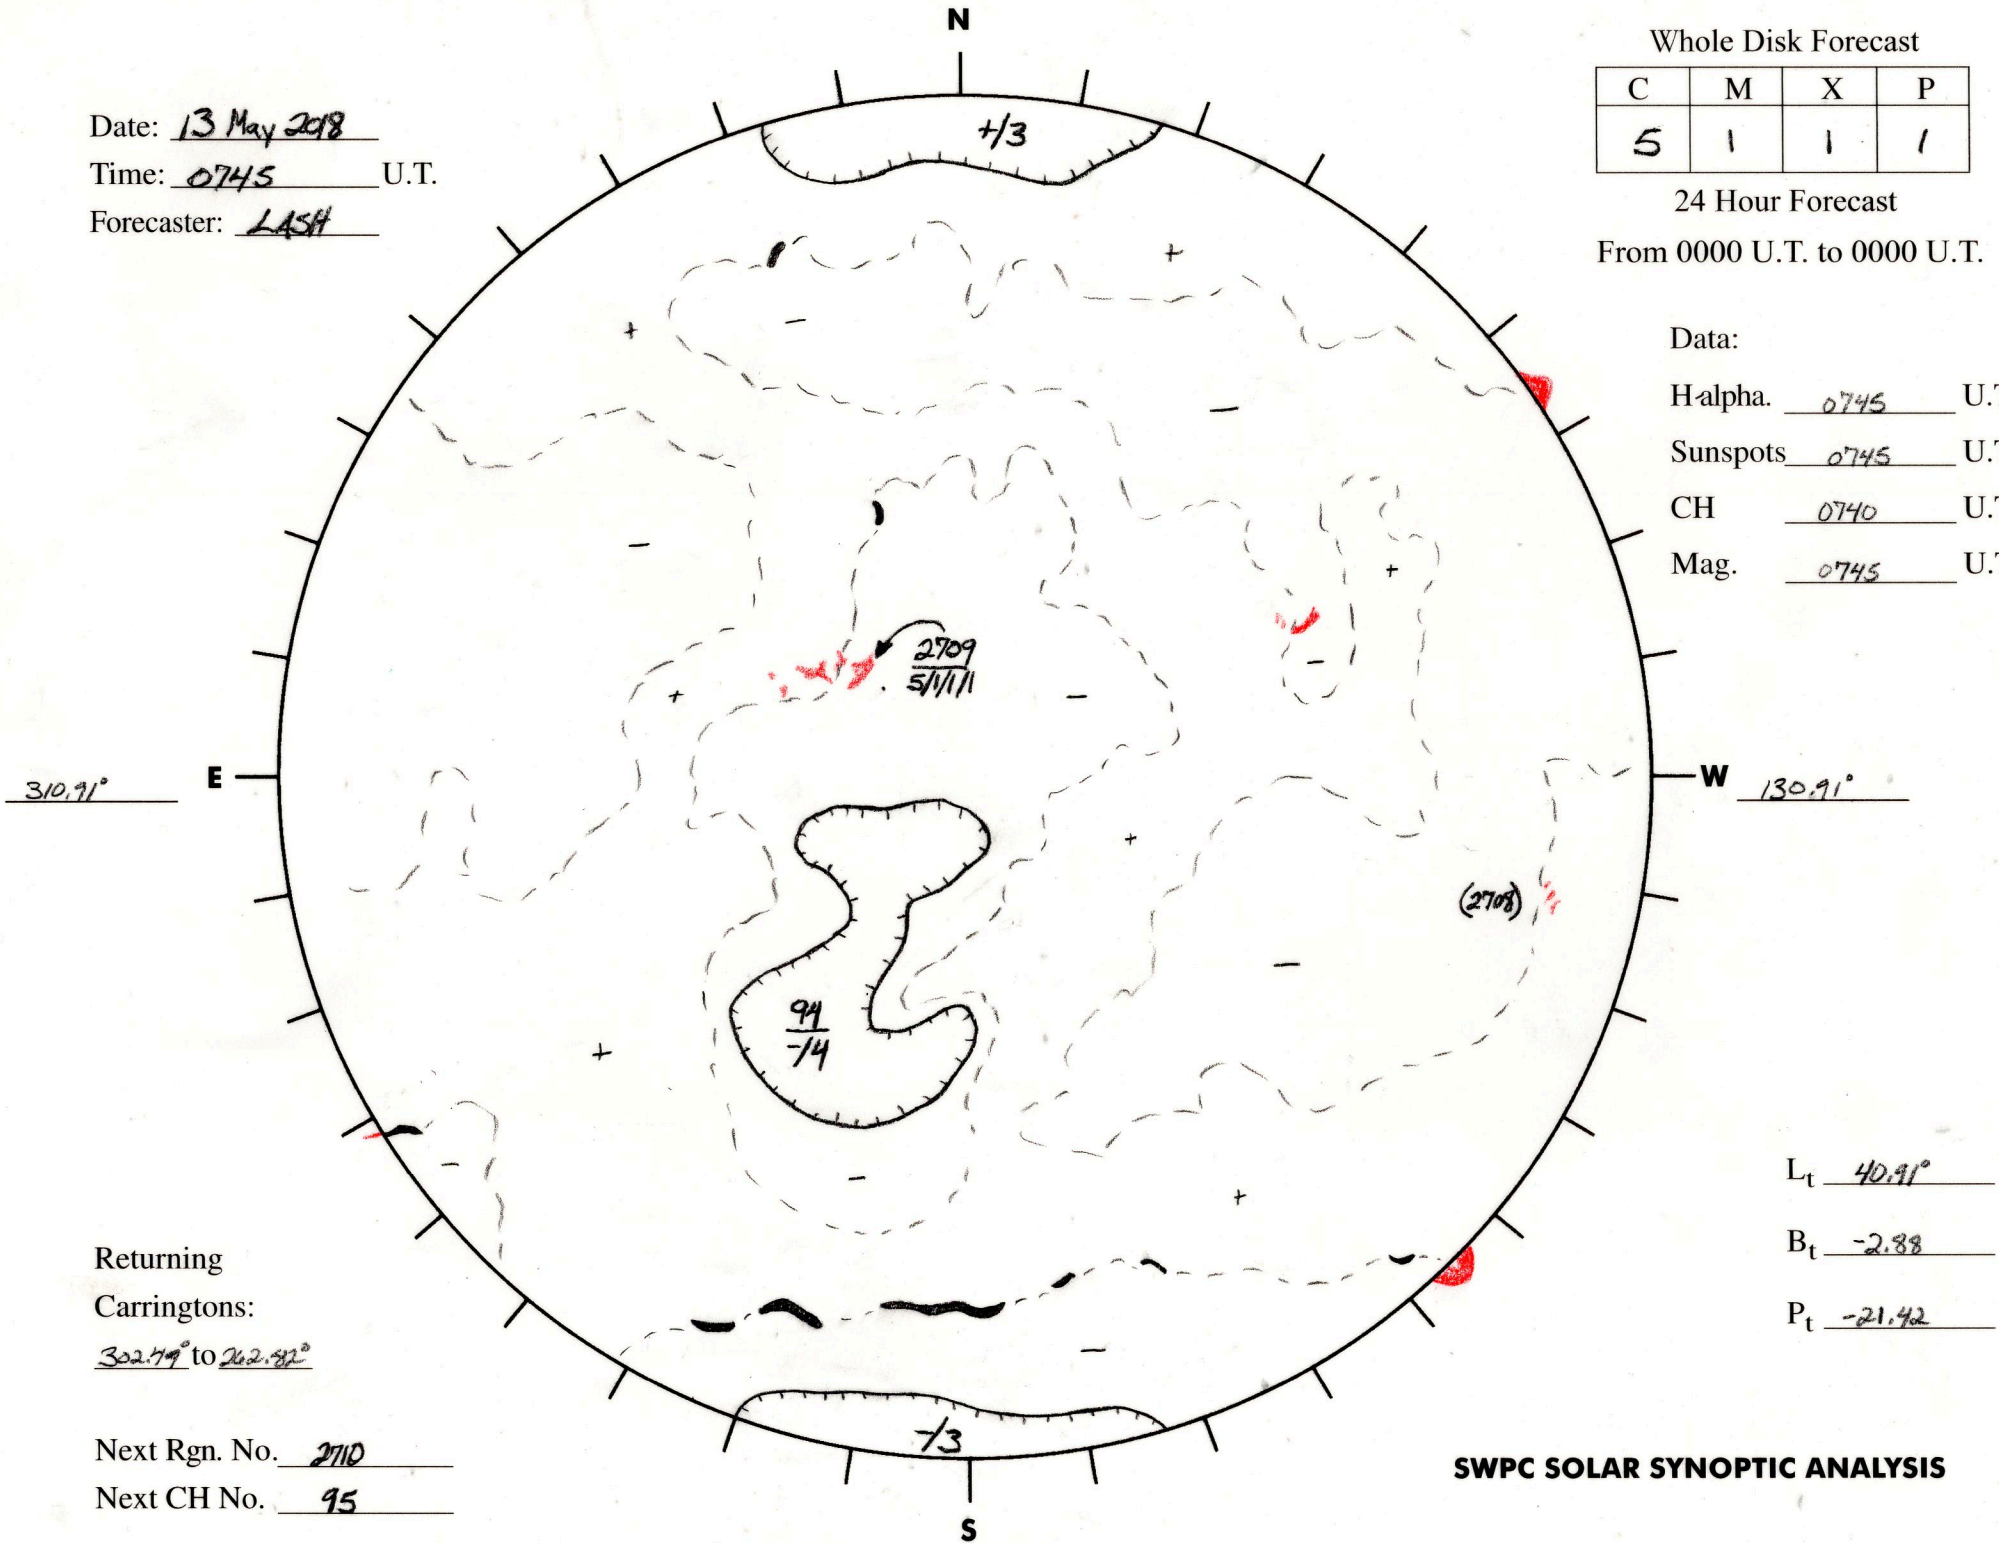 N
Date: 13 May 2018
Time: 0745 U.T.
Forecaster: LASH
Whole Disk Forecast
C M X P
5 1 1 1
24 Hour Forecast
From 0000 U.T. to 0000 U.T.
Data:
H-alpha. 0745 U.T
Sunspots 0745 U.T
CH 0740 U.T
Mag. 0745 U.T
+/3
+
+
-
-
-
+
2709
5/1/1/1
-
+
-
310.91°
E
W
130.91°
+
(2708)
-
94
-/4
+
-
-
+
-
-/3
Lt 40.91°
Bt -2.88
Pt -21.42
Returning
Carringtons:
302.79° to 262.82°
Next Rgn. No. 2710
Next CH No. 95
SWPC SOLAR SYNOPTIC ANALYSIS
S